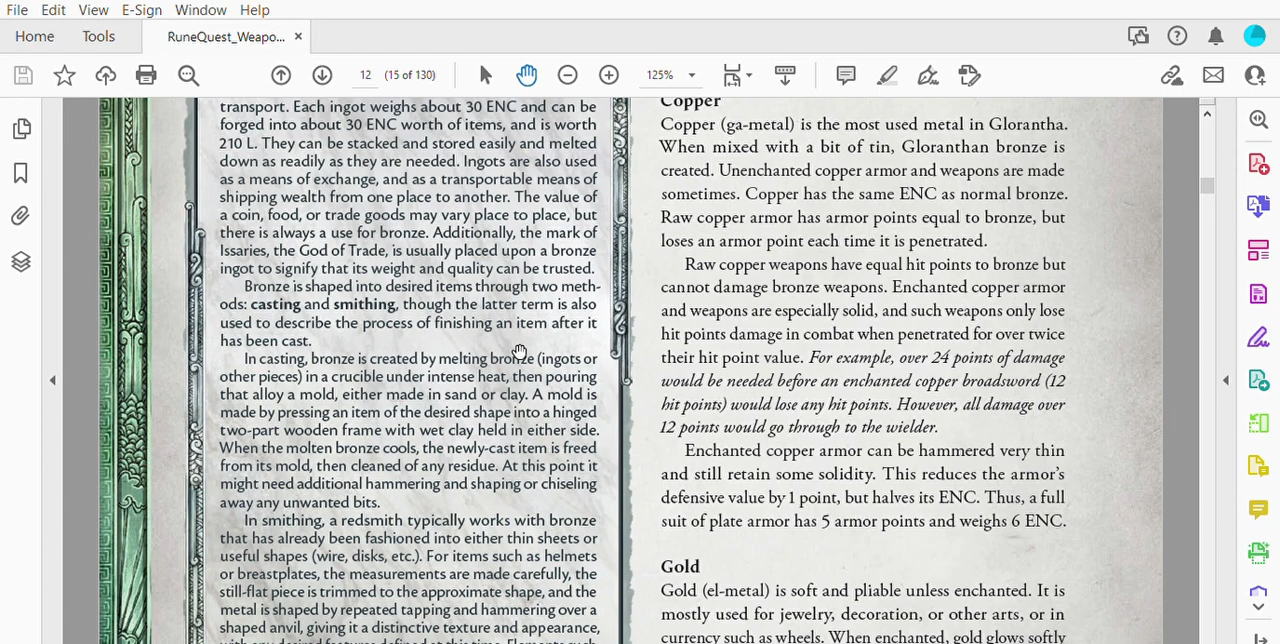 File Edit View E-Sign Window Help
Home Tools RuneQuest_Weapo... ×
12 (15 of 130) 125%
transport. Each ingot weighs about 30 ENC and can be
forged into about 30 ENC worth of items, and is worth
210 L. They can be stacked and stored easily and melted
down as readily as they are needed. Ingots are also used
as a means of exchange, and as a transportable means of
shipping wealth from one place to another. The value of
a coin, food, or trade goods may vary place to place, but
there is always a use for bronze. Additionally, the mark of
Issaries, the God of Trade, is usually placed upon a bronze
ingot to signify that its weight and quality can be trusted.
Bronze is shaped into desired items through two meth-
ods: casting and smithing, though the latter term is also
used to describe the process of finishing an item after it
has been cast.
In casting, bronze is created by melting bronze (ingots or
other pieces) in a crucible under intense heat, then pouring
that alloy a mold, either made in sand or clay. A mold is
made by pressing an item of the desired shape into a hinged
two-part wooden frame with wet clay held in either side.
When the molten bronze cools, the newly-cast item is freed
from its mold, then cleaned of any residue. At this point it
might need additional hammering and shaping or chiseling
away any unwanted bits.
In smithing, a redsmith typically works with bronze
that has already been fashioned into either thin sheets or
useful shapes (wire, disks, etc.). For items such as helmets
or breastplates, the measurements are made carefully, the
still-flat piece is trimmed to the approximate shape, and the
metal is shaped by repeated tapping and hammering over a
shaped anvil, giving it a distinctive texture and appearance,
with any desired features defined at this time. Elements such
Copper
Copper (ga-metal) is the most used metal in Glorantha.
When mixed with a bit of tin, Gloranthan bronze is
created. Unenchanted copper armor and weapons are made
sometimes. Copper has the same ENC as normal bronze.
Raw copper armor has armor points equal to bronze, but
loses an armor point each time it is penetrated.
Raw copper weapons have equal hit points to bronze but
cannot damage bronze weapons. Enchanted copper armor
and weapons are especially solid, and such weapons only lose
hit points damage in combat when penetrated for over twice
their hit point value. For example, over 24 points of damage
would be needed before an enchanted copper broadsword (12
hit points) would lose any hit points. However, all damage over
12 points would go through to the wielder.
Enchanted copper armor can be hammered very thin
and still retain some solidity. This reduces the armor's
defensive value by 1 point, but halves its ENC. Thus, a full
suit of plate armor has 5 armor points and weighs 6 ENC.
Gold
Gold (el-metal) is soft and pliable unless enchanted. It is
mostly used for jewelry, decoration, or other arts, or in
currency such as wheels. When enchanted, gold glows softly